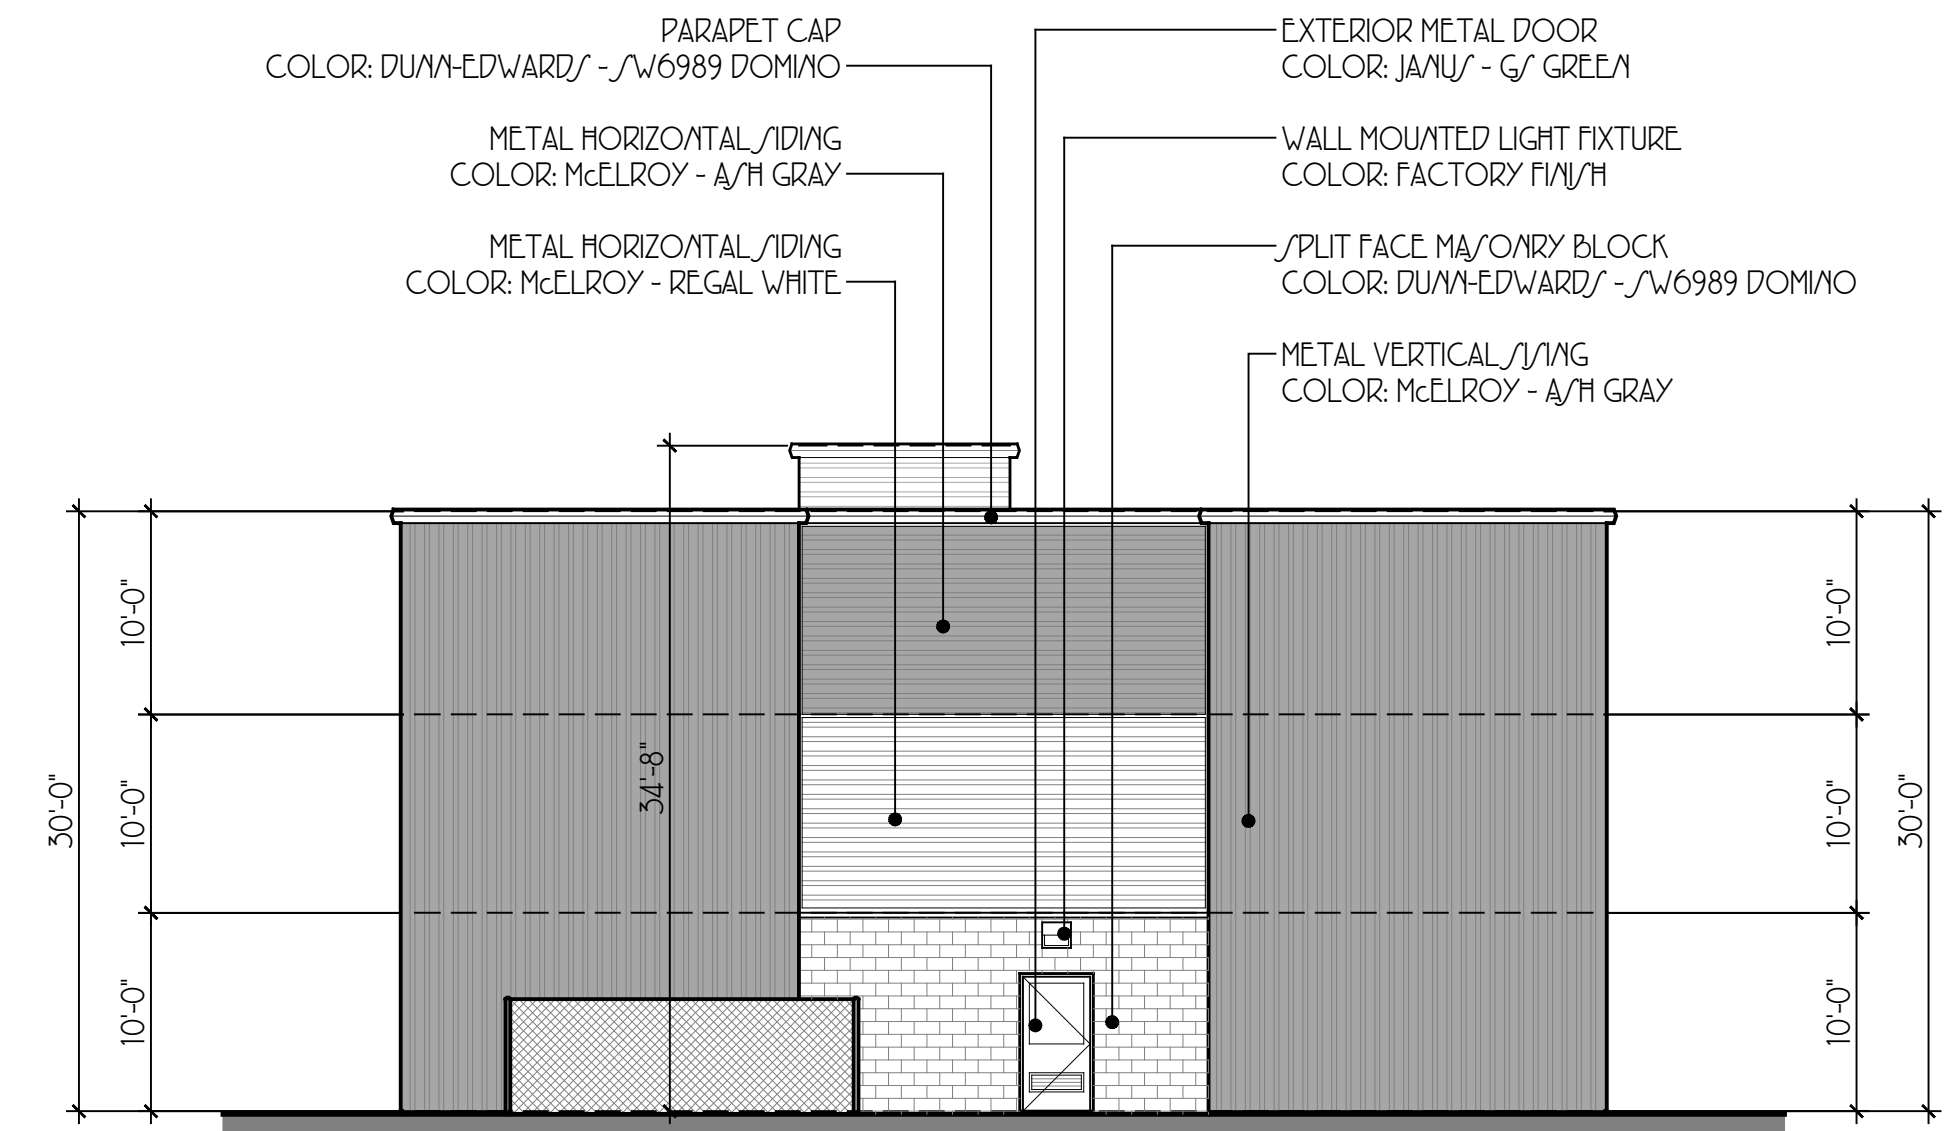 PARAPET CAP
COLOR: DUNN-EDWARDS - SW6989 DOMINO
METAL HORIZONTAL SIDING
COLOR: McELROY - ASH GRAY
METAL HORIZONTAL SIDING
COLOR: McELROY - REGAL WHITE
EXTERIOR METAL DOOR
COLOR: JANUS - GS GREEN
WALL MOUNTED LIGHT FIXTURE
COLOR: FACTORY FINISH
SPLIT FACE MASONRY BLOCK
COLOR: DUNN-EDWARDS - SW6989 DOMINO
METAL VERTICAL SISING
COLOR: McELROY - ASH GRAY
30'-0"
10'-0"
10'-0"
10'-0"
34'-8"
10'-0"
10'-0"
10'-0"
30'-0"